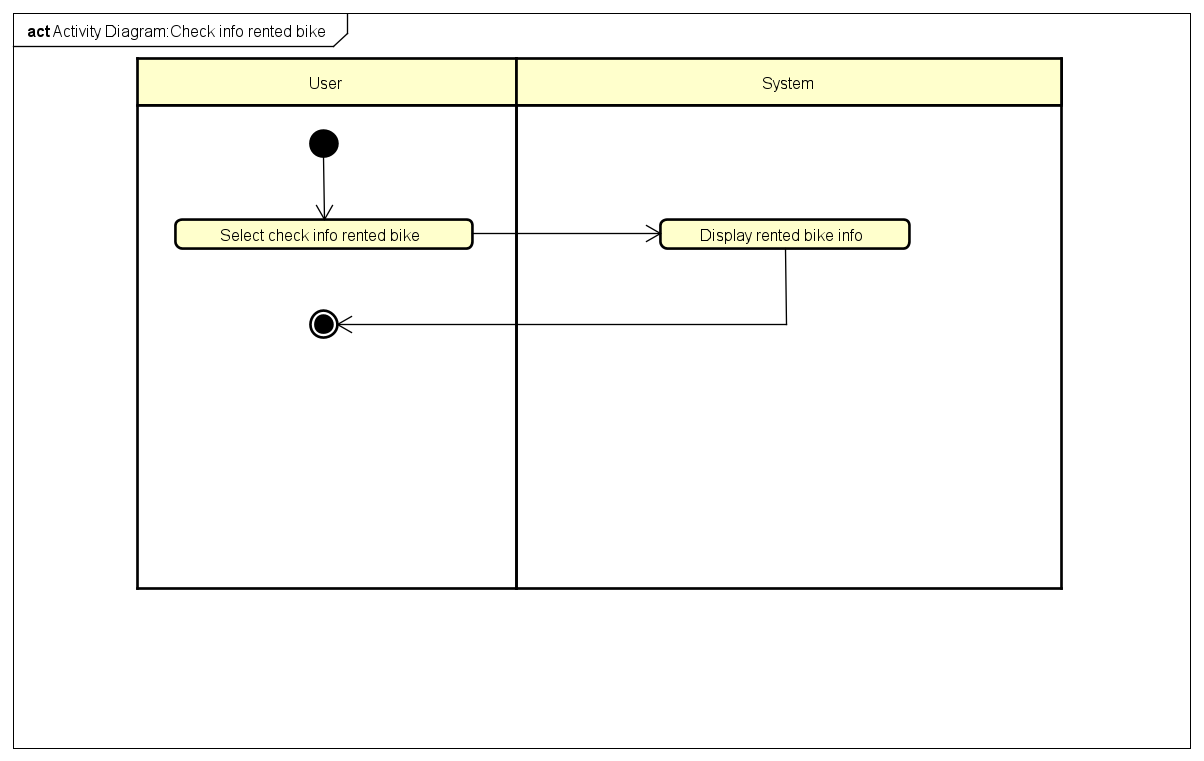 act Activity Diagram:Check info rented bike
User
System
Select check info rented bike
Display rented bike info